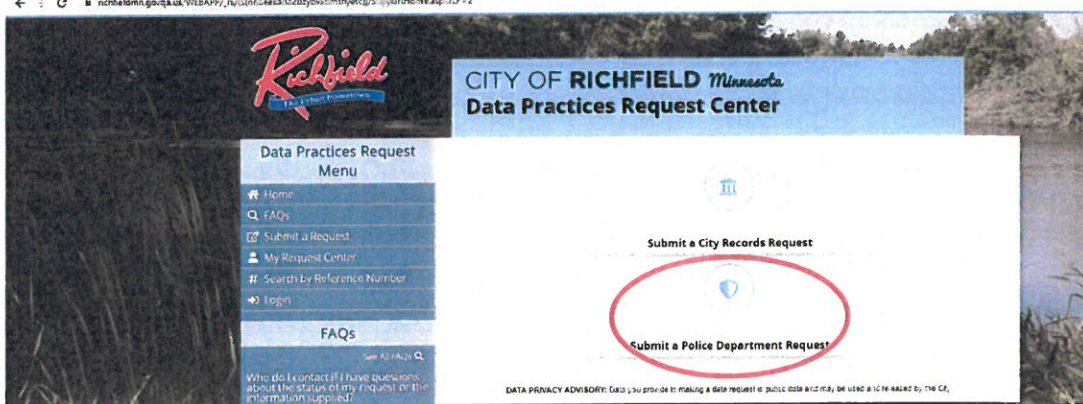 Richfield
The Urban Hometown
CITY OF RICHFIELD Minnesota
Data Practices Request Center
Data Practices Request
Menu
Home
FAQs
Submit a Request
My Request Center
# Search by Reference Number
Login
FAQs
See All FAQs
Who do I contact if I have questions
about the status of my request or the
information supplied?
Submit a City Records Request
Submit a Police Department Request
DATA PRIVACY ADVISORY: Data you provide in making a data request is public data and may be used and released by the City